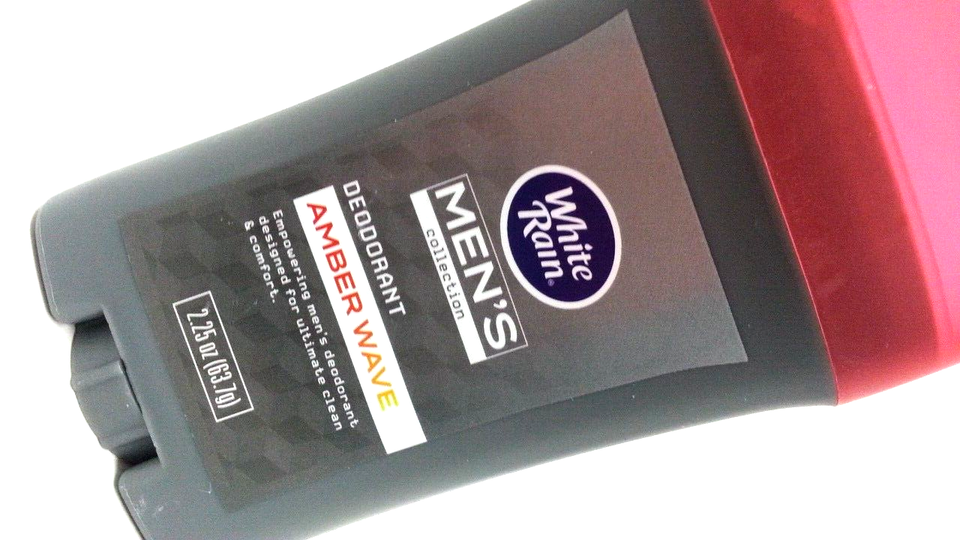 White
Rain®
MEN'S
collection
DEODORANT
AMBER WAVE
Empowering men's deodorant
designed for ultimate clean
& comfort.
2.25 oz (63.7g)